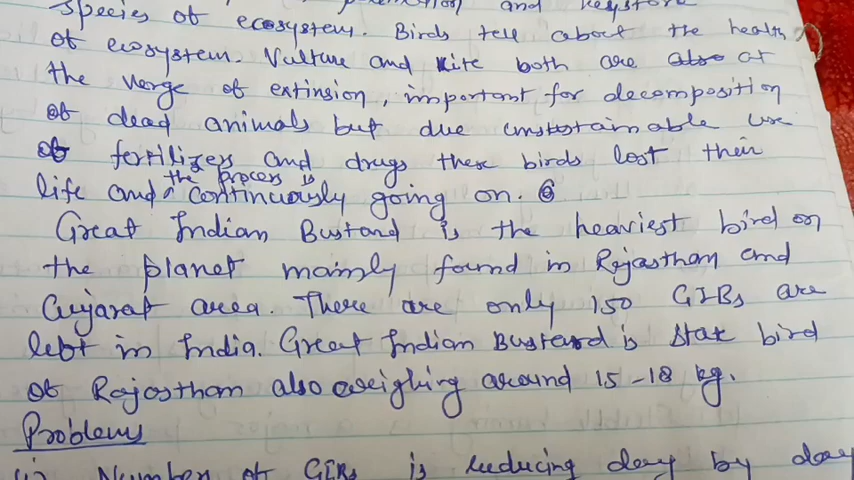 and keystone
Species of ecosystem. Birds tell about the health
of ecosystem. Vulture and kite both are also at
the verge of extinsion, important for decomposition
of dead animals but due unsustainable use
of fertilizers and drugs these birds lost their
life and the process is continuously going on.
Great Indian Bustand is the heaviest bird on
the planet mainly found in Rajasthan and
Gujarat area. There are only 150 GIBs are
left in India. Great Indian Bustard is state bird
of Rajasthan also weighing around 15-18 kg.
Problems
(i) Number of GIBs is reducing day by day